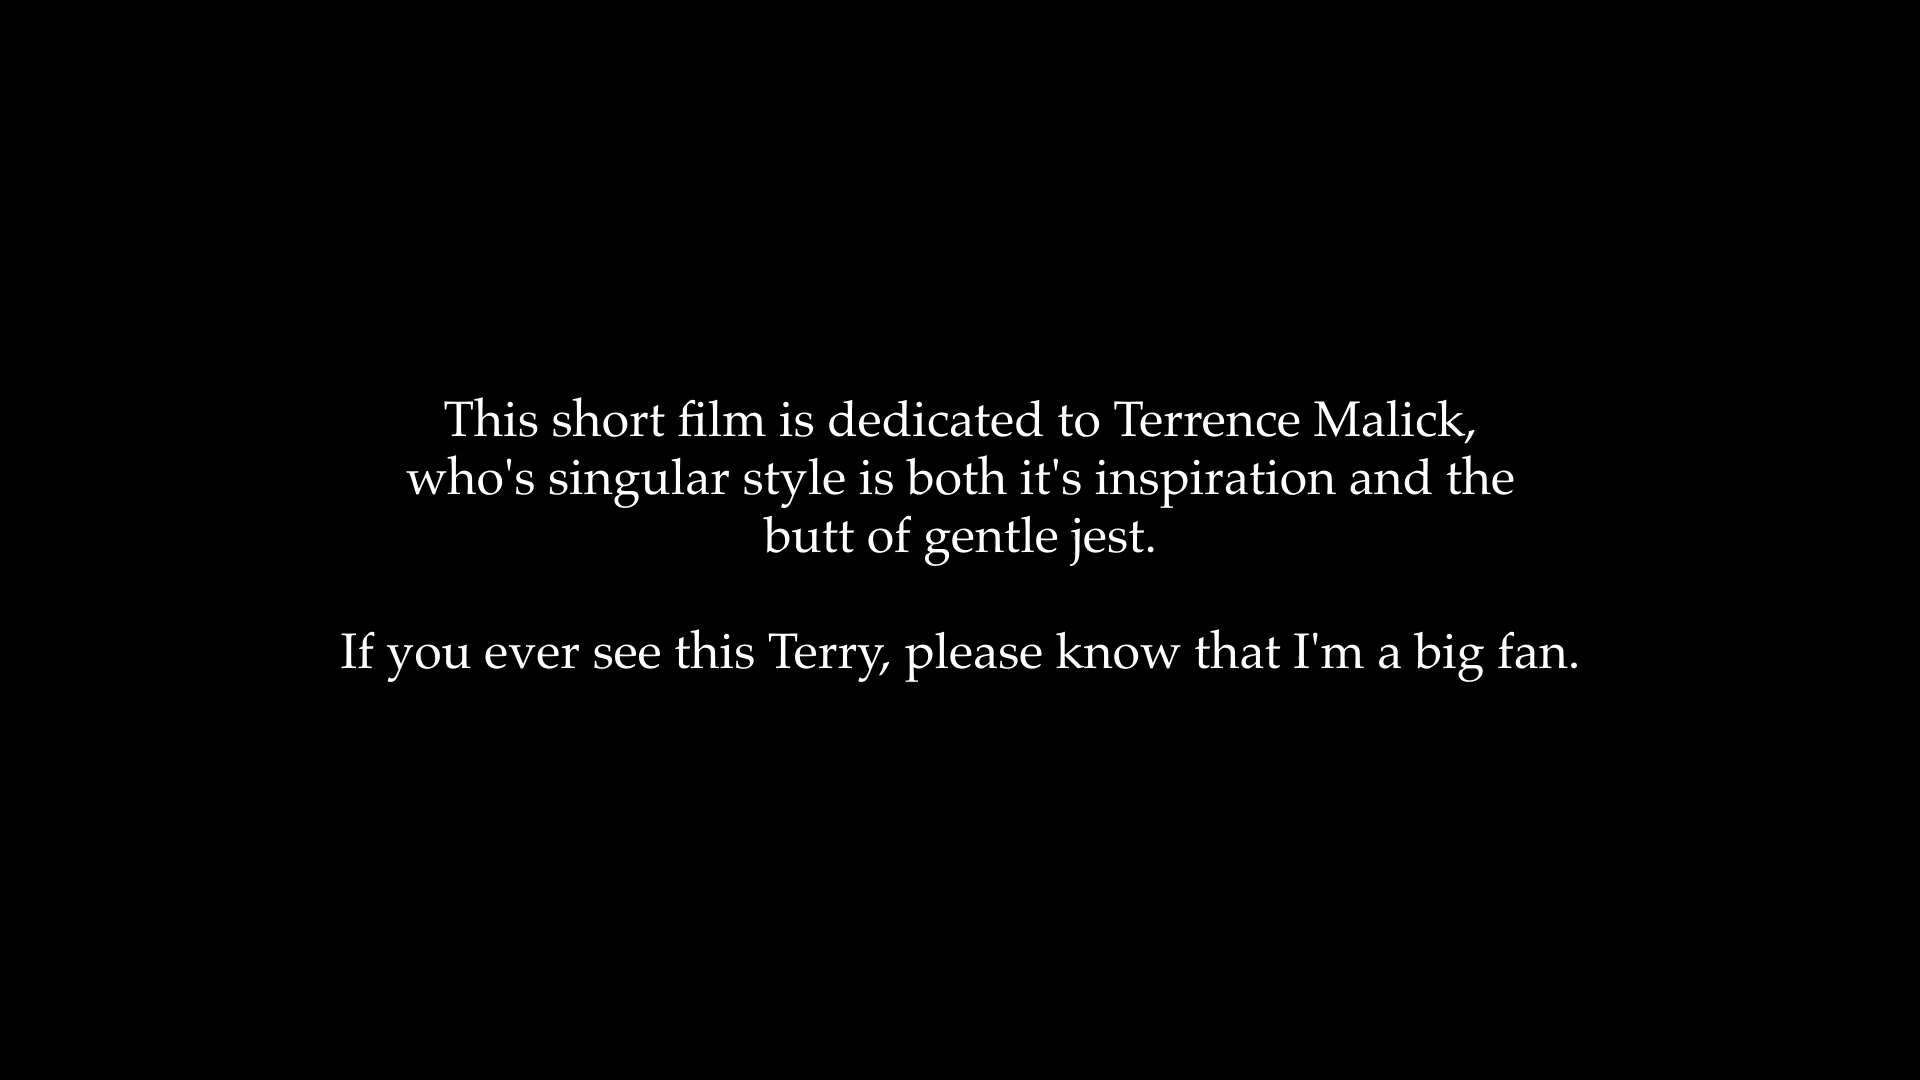 This short film is dedicated to Terrence Malick,
who's singular style is both it's inspiration and the
butt of gentle jest.
If you ever see this Terry, please know that I'm a big fan.